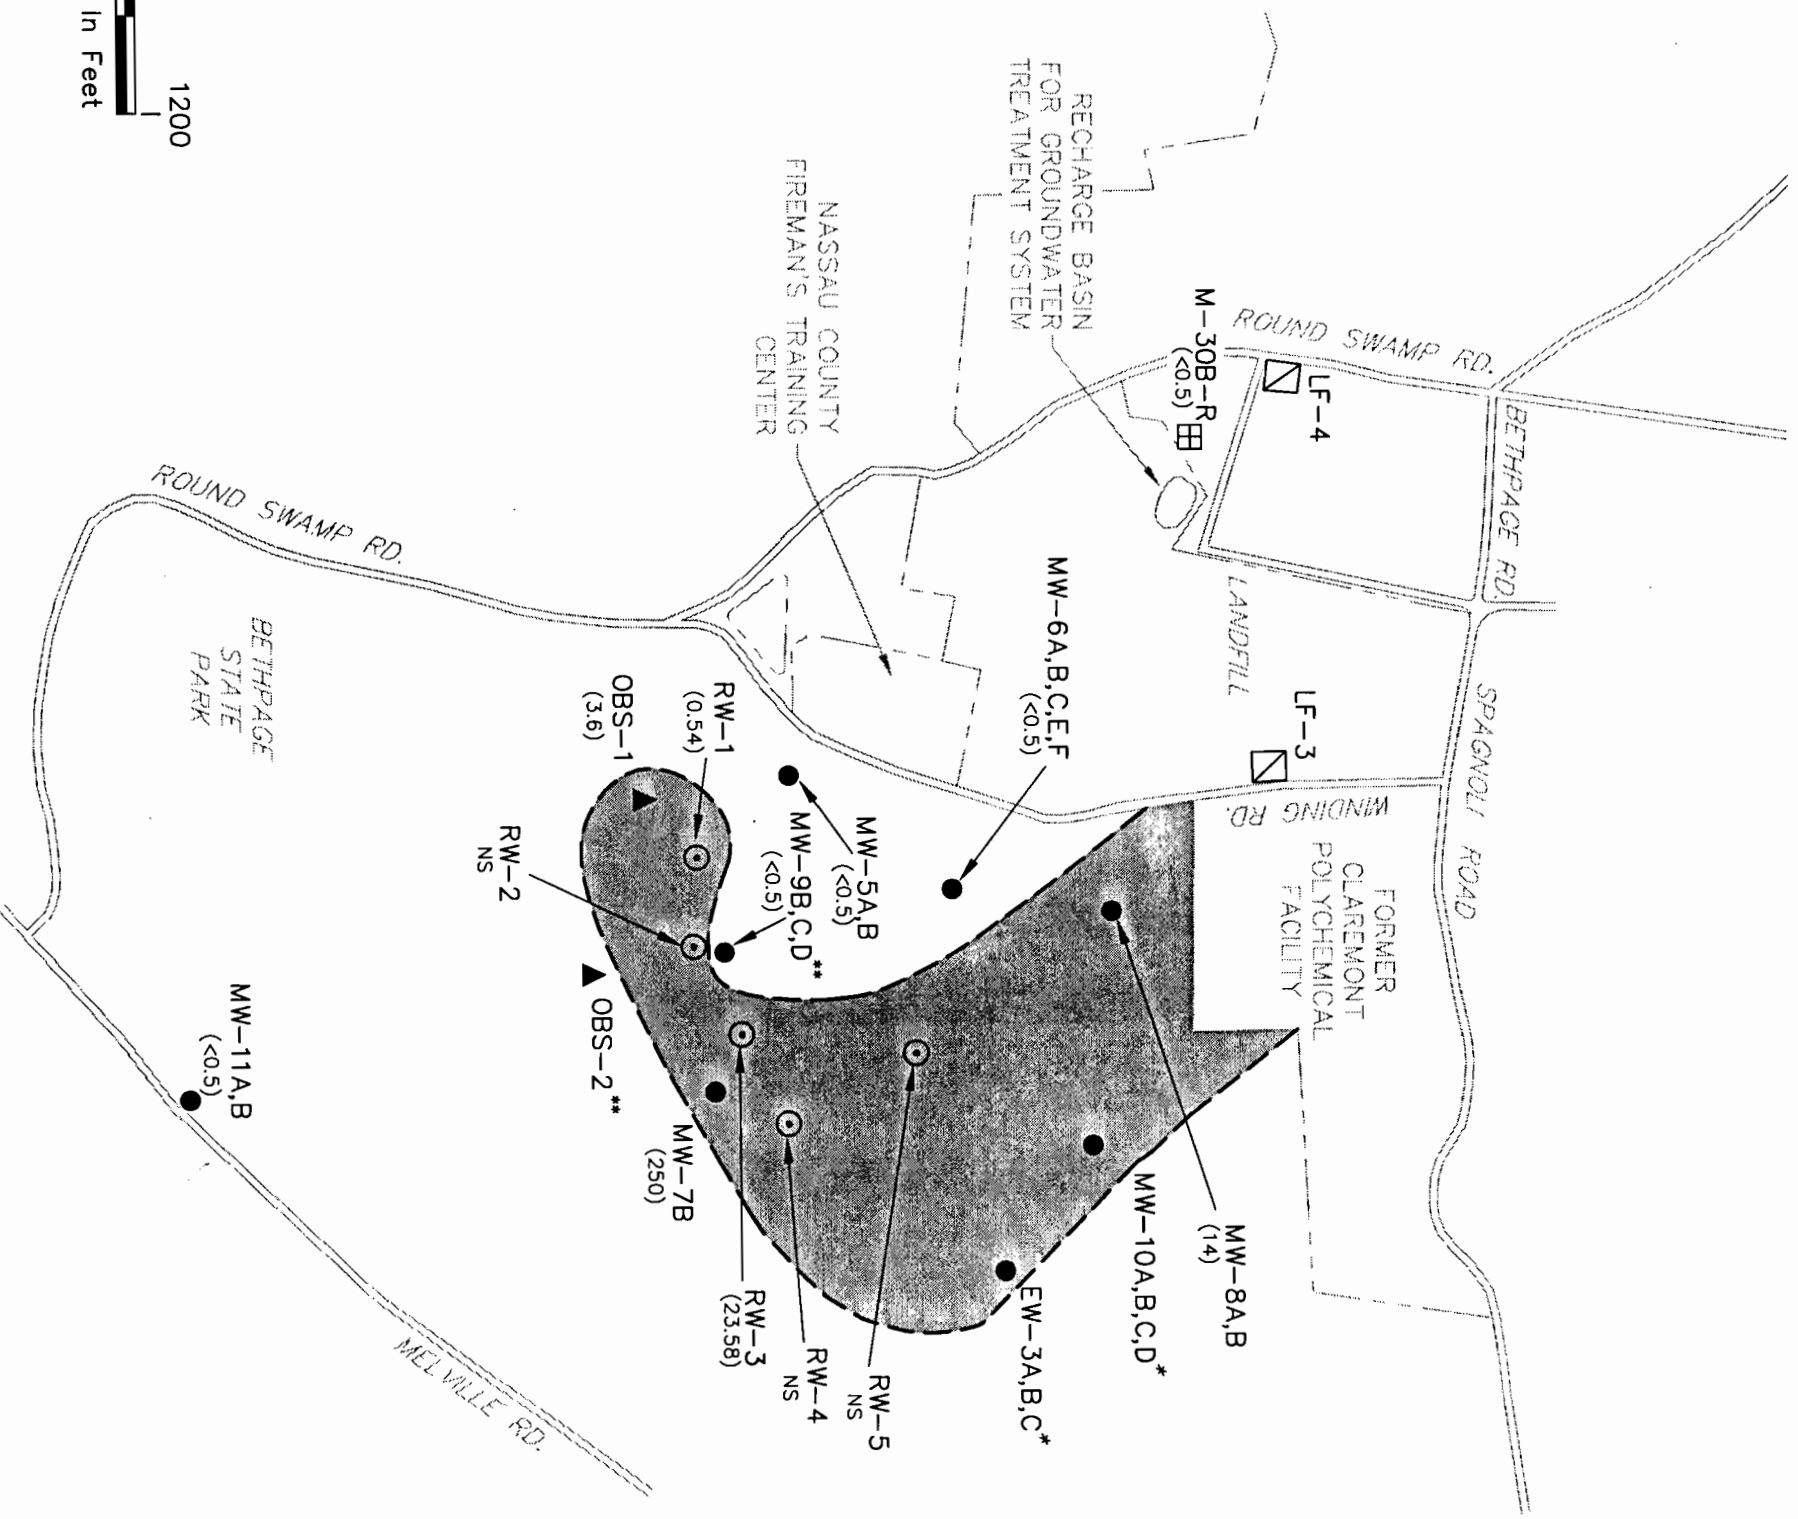 1200
In Feet
RECHARGE BASIN
FOR GROUNDWATER
TREATMENT SYSTEM
NASSAU COUNTY
FIREMAN'S TRAINING
CENTER
M-30B-R
(<0.5)
ROUND SWAMP RD.
LF-4
BETHPAGE RD.
LANDFILL
LF-3
SPAGNOLI ROAD
WINDING RD.
FORMER
CLAREMONT
POLYCHEMICAL
FACILITY
MW-6A,B,C,E,F
(<0.5)
ROUND SWAMP RD.
BETHPAGE
STATE
PARK
RW-1
(0.54)
OBS-1
(3.6)
MW-5A,B
(<0.5)
MW-9B,C,D**
(<0.5)
RW-2
NS
OBS-2**
MW-11A,B
(<0.5)
MW-7B
(250)
RW-3
(23.58)
RW-4
NS
RW-5
NS
EW-3A,B,C*
MW-10A,B,C,D*
MW-8A,B
(14)
MELVILLE RD.